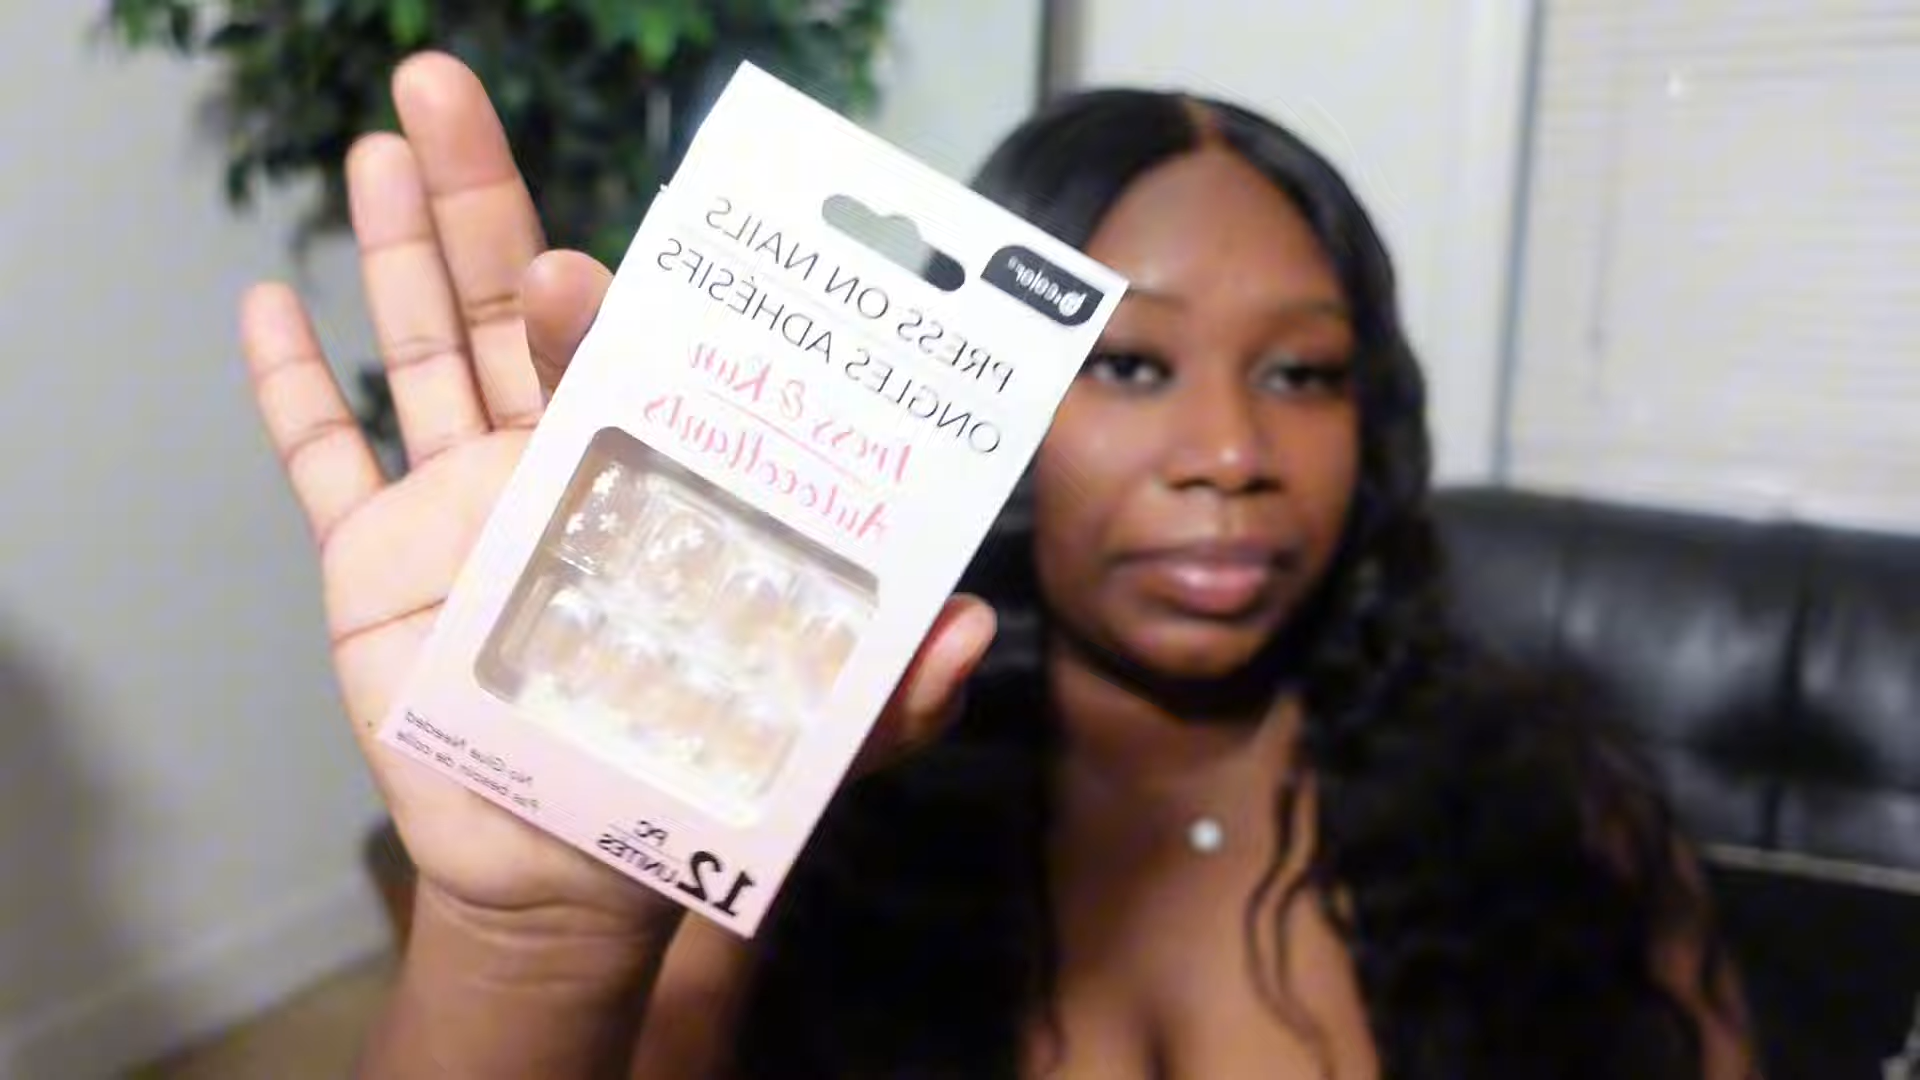 b.color
PRESS ON NAILS
ONGLES ADHÉSIFS
Press & Run
Autocollants
No Glue Needed
Pas besoin de colle
12 PC
UNITÉS